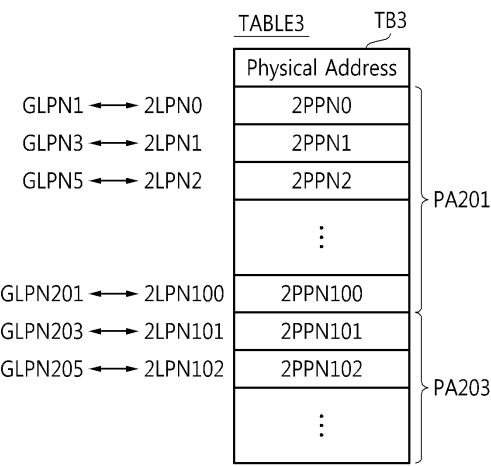 TABLE3 TB3
Physical Address
GLPN1 2LPN0 2PPN0
GLPN3 2LPN1 2PPN1
GLPN5 2LPN2 2PPN2
PA201
GLPN201 2LPN100 2PPN100
GLPN203 2LPN101 2PPN101
GLPN205 2LPN102 2PPN102
PA203